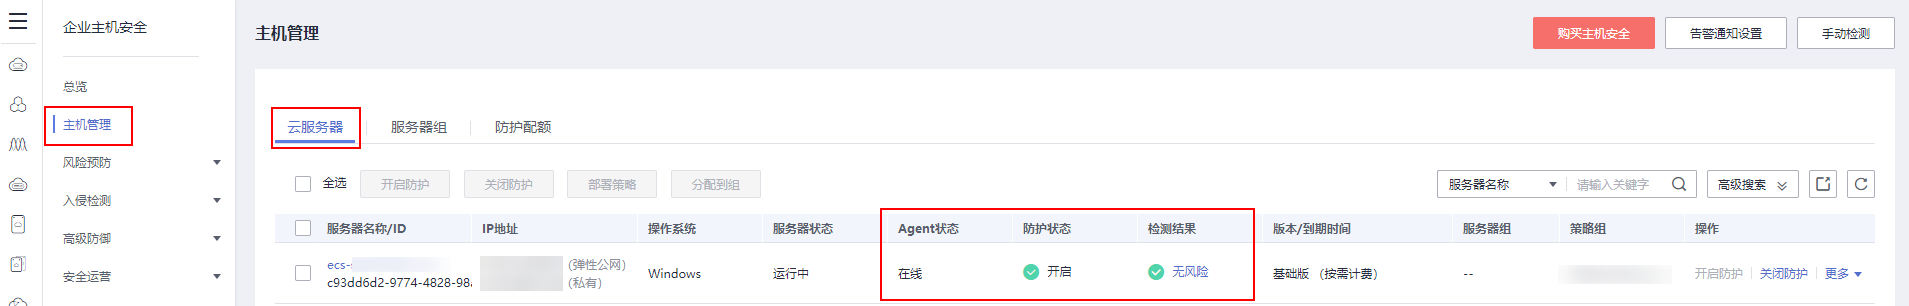 企业主机安全
总览
主机管理
风险预防
入侵检测
高级防御
安全运营
主机管理
购买主机安全 告警通知设置 手动检测
云服务器 服务器组 防护配额
全选 开启防护 关闭防护 部署策略 分配到组 服务器名称 请输入关键字 高级搜索
服务器名称/ID IP地址 操作系统 服务器状态 Agent状态 防护状态 检测结果 版本/到期时间 服务器组 策略组 操作
ecs- (弹性公网) Windows 运行中 在线 开启 无风险 基础版 (按需计费) -- 开启防护 关闭防护 更多
c93dd6d2-9774-4828-98 (私有)